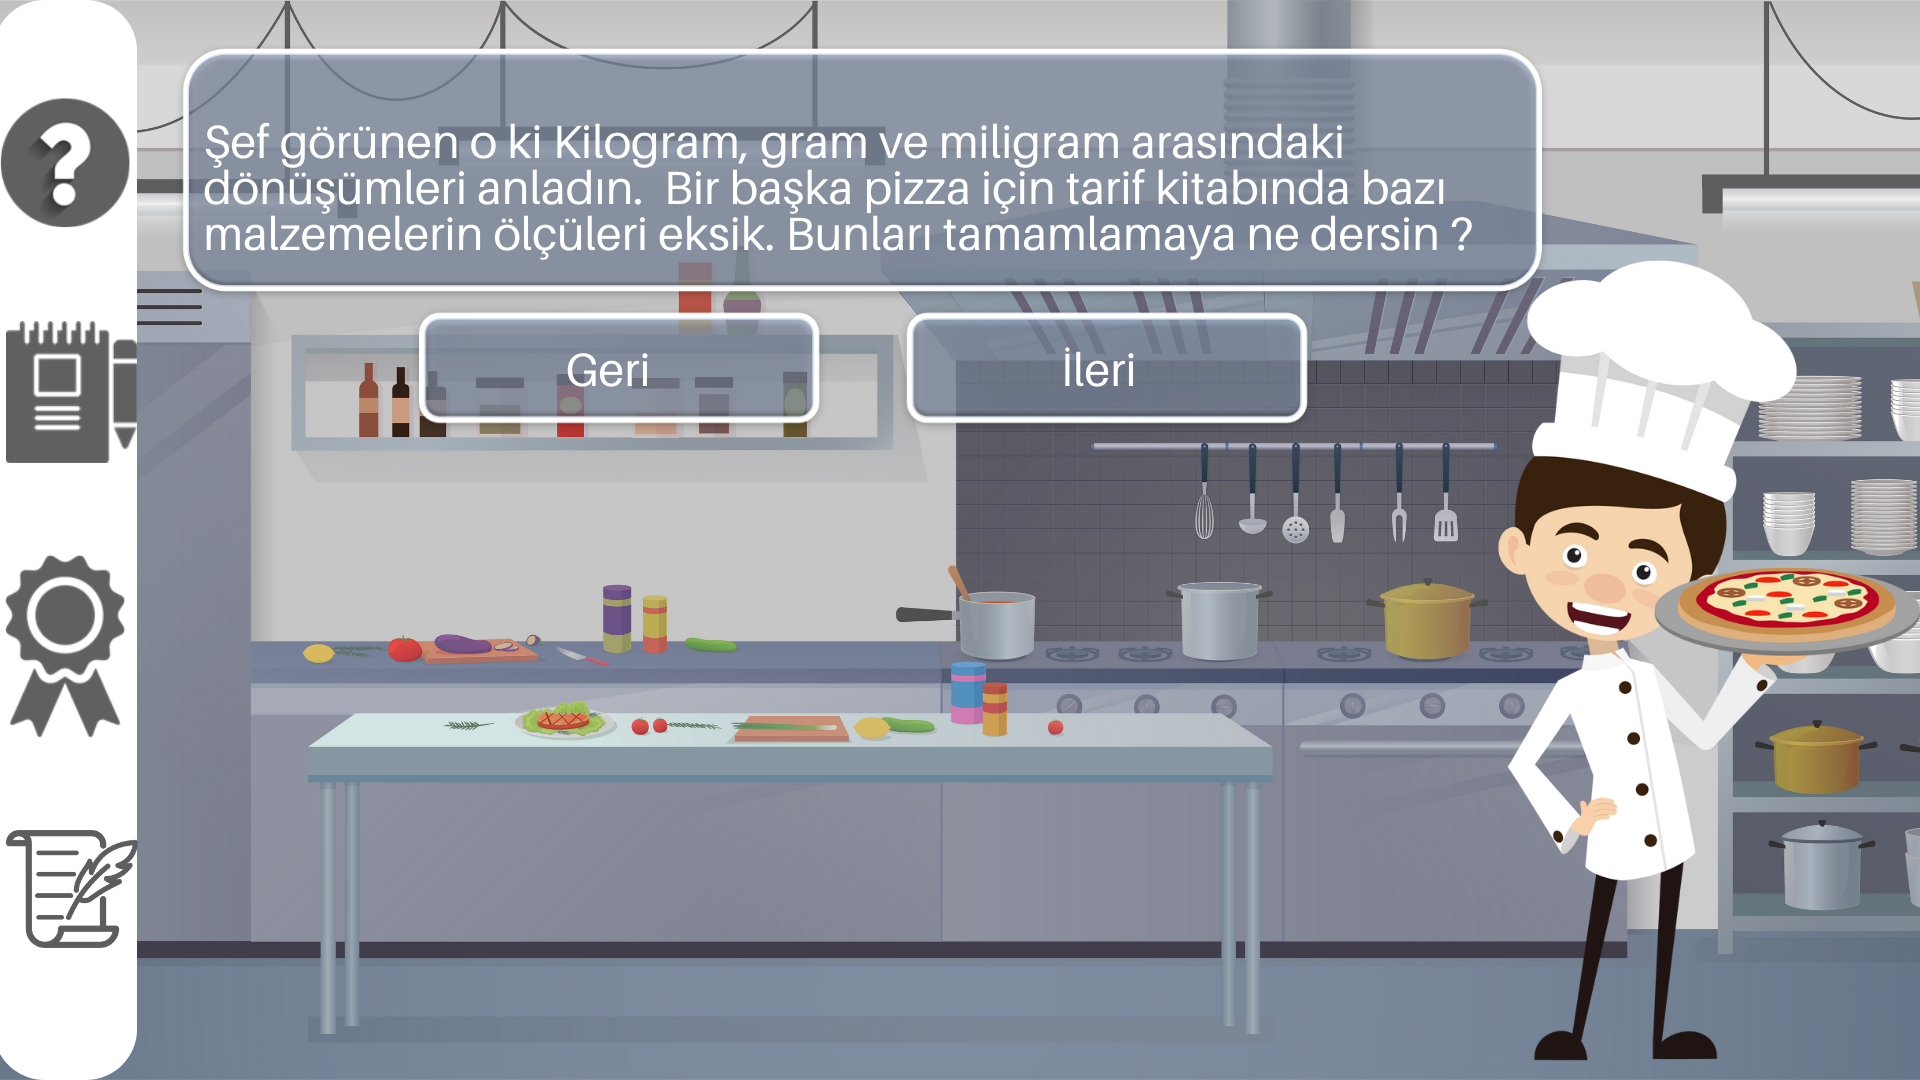 Şef görünen o ki Kilogram, gram ve miligram arasındaki
dönüşümleri anladın. Bir başka pizza için tarif kitabında bazı
malzemelerin ölçüleri eksik. Bunları tamamlamaya ne dersin ?
Geri
İleri